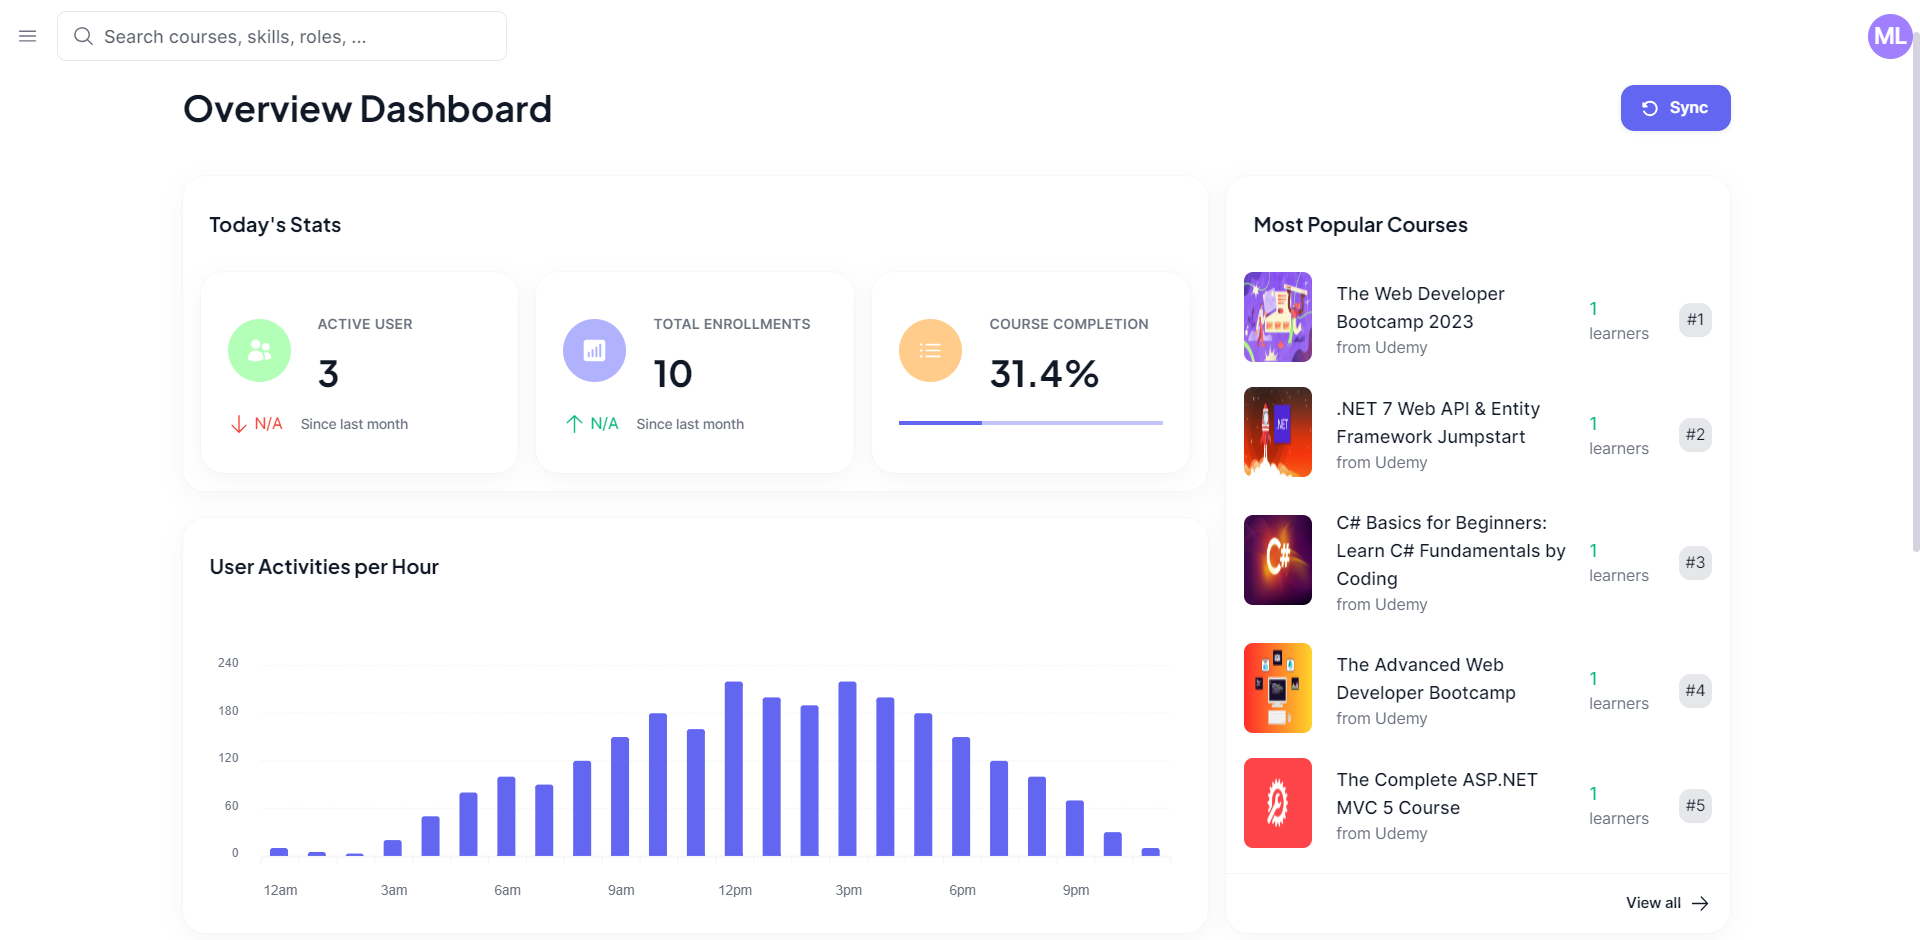 Search courses, skills, roles, ...
ML
Overview Dashboard
Sync
Today's Stats
ACTIVE USER
3
N/A Since last month
TOTAL ENROLLMENTS
10
N/A Since last month
COURSE COMPLETION
31.4%
User Activities per Hour
240
180
120
60
0
12am 3am 6am 9am 12pm 3pm 6pm 9pm
Most Popular Courses
The Web Developer
Bootcamp 2023
from Udemy
1
learners
#1
.NET
.NET 7 Web API & Entity
Framework Jumpstart
from Udemy
1
learners
#2
C#
C# Basics for Beginners:
Learn C# Fundamentals by
Coding
from Udemy
1
learners
#3
The Advanced Web
Developer Bootcamp
from Udemy
1
learners
#4
The Complete ASP.NET
MVC 5 Course
from Udemy
1
learners
#5
View all